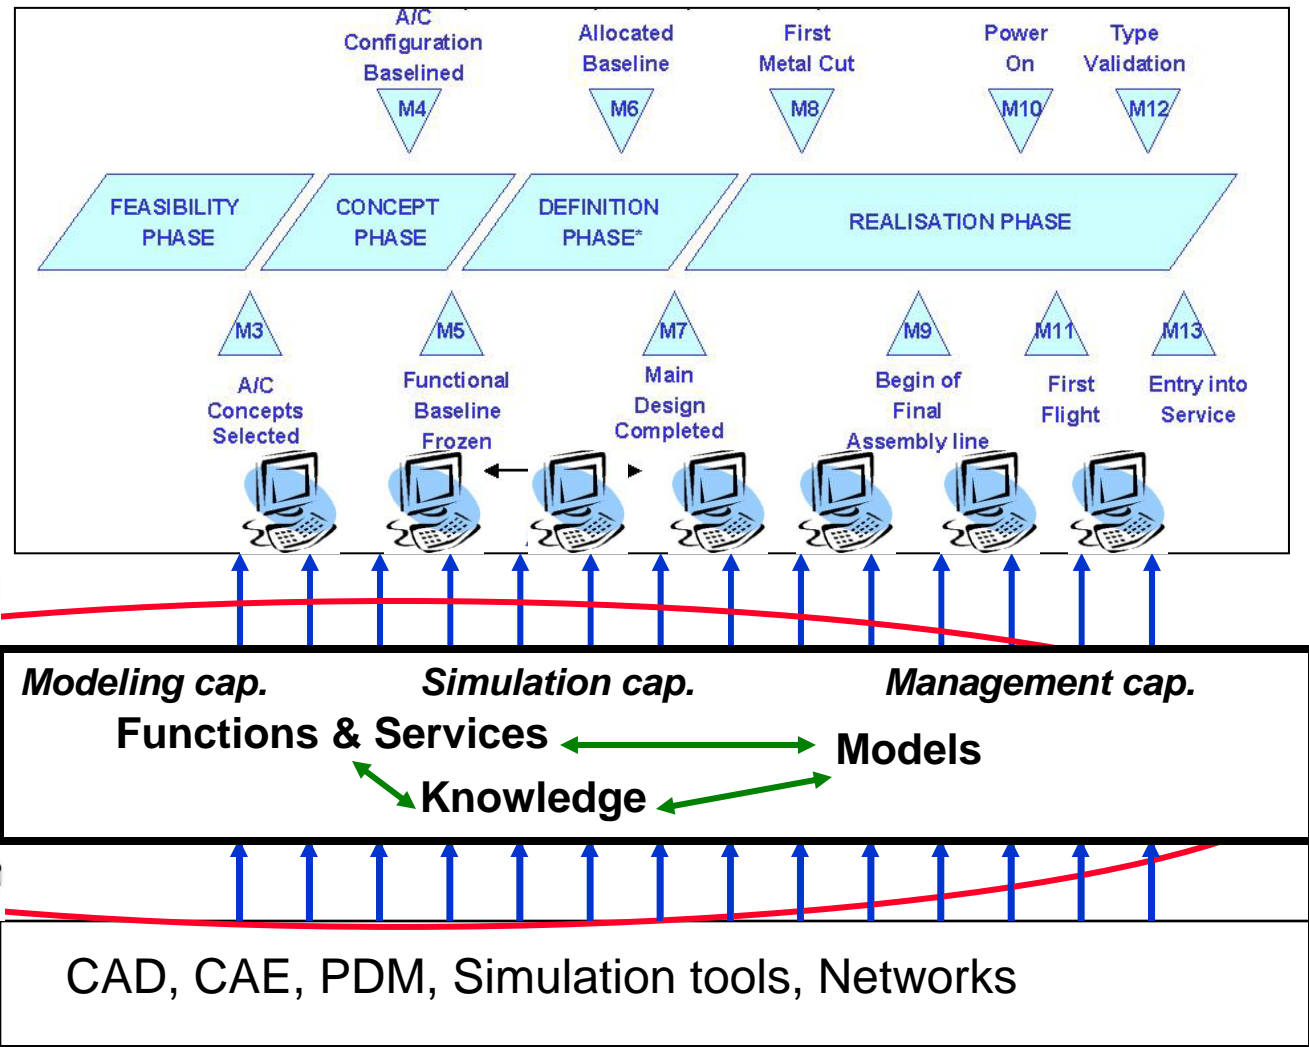 A/C
Configuration
Baselined
Allocated
Baseline
First
Metal Cut
Power
On
Type
Validation
M4
M6
M8
M10
M12
FEASIBILITY
PHASE
CONCEPT
PHASE
DEFINITION
PHASE*
REALISATION PHASE
M3
M5
M7
M9
M11
M13
A/C
Concepts
Selected
Functional
Baseline
Frozen
Main
Design
Completed
Begin of
Final
Assembly line
First
Flight
Entry into
Service
Modeling cap.
Simulation cap.
Management cap.
Functions & Services
Models
Knowledge
CAD, CAE, PDM, Simulation tools, Networks